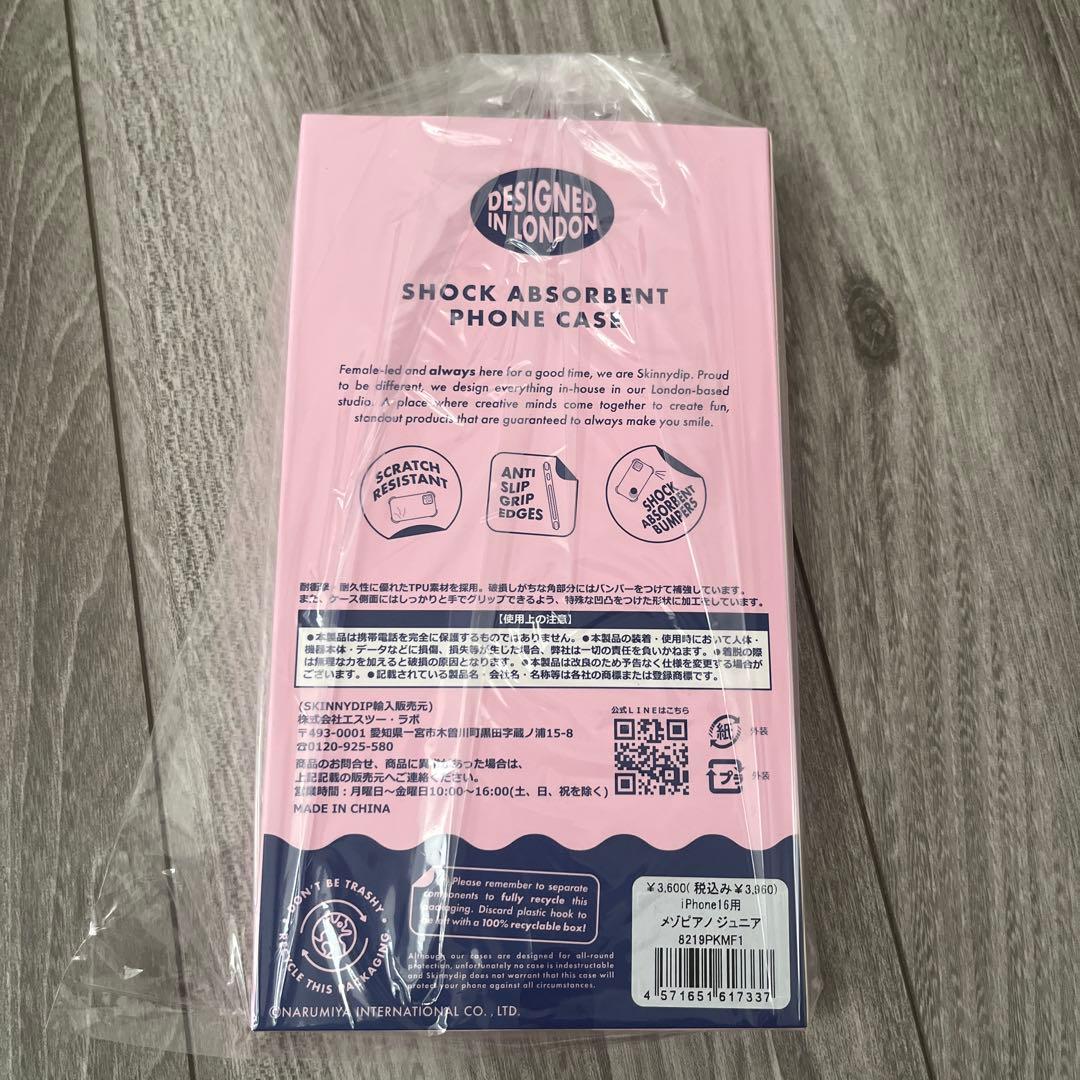 DESIGNED
IN LONDON
SHOCK ABSORBENT
PHONE CASE
Female-led and always here for a good time, we are Skinnydip. Proud
to be different, we design everything in-house in our London-based
studio. A place where creative minds come together to create fun,
standout products that are guaranteed to always make you smile.
SCRATCH
RESISTANT
ANTI
SLIP
GRIP
EDGES
SHOCK
ABSORBENT
BUMPERS
耐衝撃・耐久性に優れたTPU素材を採用。破損しがちな角部分にはバンパーをつけて補強しています。
また、ケース側面にはしっかりと手でグリップできるよう、特殊な凹凸をつけた形状に加工をしています。
【使用上の注意】
●本製品は携帯電話を完全に保護するものではありません。●本製品の装着・使用時において人体・
機器本体・データなどに損傷、損失等が生じた場合、弊社は一切の責任を負いかねます。●着脱の際
は無理な力を加えると破損の原因となります。●本製品は改良のため予告なく仕様を変更する場合が
ございます。●記載されている製品名・会社名・名称等は各社の商標または登録商標です。
(SKINNYDIP輸入販売元)
株式会社エスツー・ラボ
〒493-0001 愛知県一宮市木曽川町黒田字蔵ノ浦15-8
☎0120-925-580
商品のお問合せ、商品に異常があった場合は、
上記記載の販売元へご連絡ください。
営業時間：月曜日～金曜日10:00～16:00(土、日、祝を除く)
MADE IN CHINA
公式LINEはこちら
紙 外装
プラ 外装
DON'T BE TRASHY
RECYCLE THIS PACKAGING
Please remember to separate
components to fully recycle this
packaging. Discard plastic hook to
be left with a 100% recyclable box!
Although our cases are designed for all-round
protection, unfortunately no case is indestructable
and Skinnydip does not warrant that this case will
protect your phone against all circumstances.
￥3,600(税込み￥3,960)
iPhone16用
メゾピアノジュニア
8219PKMF1
4 571651 617337
©NARUMIYA INTERNATIONAL CO., LTD.